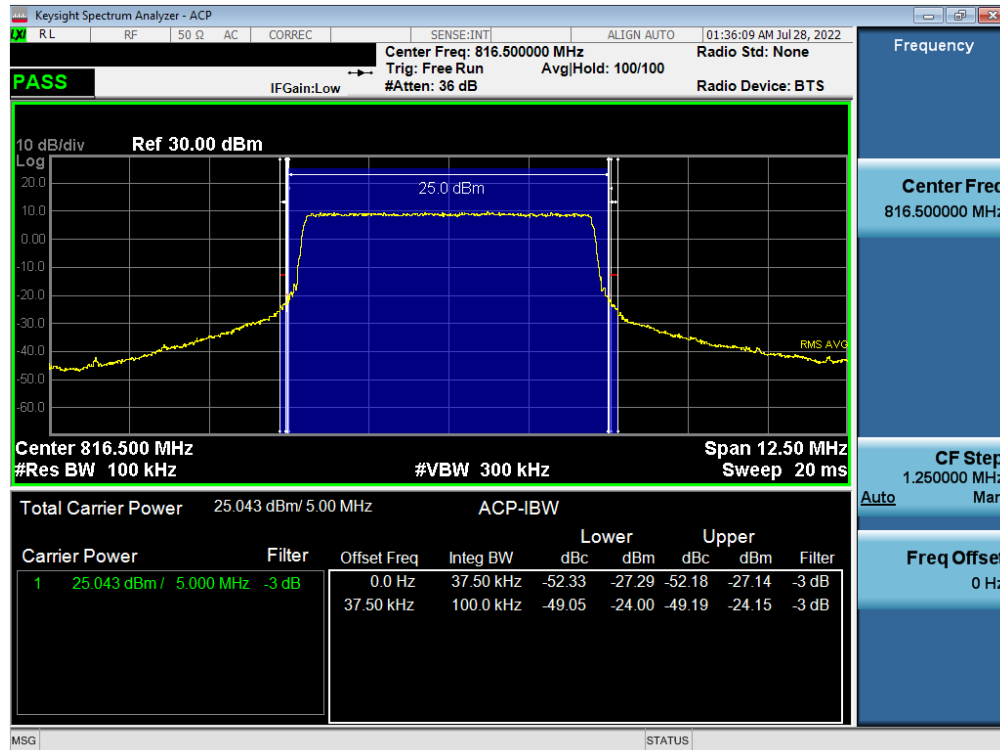 Keysight Spectrum Analyzer - ACP
LXI RL RF 50 Ω AC CORREC SENSE:INT ALIGN AUTO 01:36:09 AM Jul 28, 2022
Center Freq: 816.500000 MHz Radio Std: None
Trig: Free Run Avg|Hold: 100/100
PASS IFGain:Low #Atten: 36 dB Radio Device: BTS
10 dB/div Ref 30.00 dBm
Log
20.0
25.0 dBm
10.0
0.00
-10.0
-20.0
-30.0
-40.0
RMS AVG
-50.0
-60.0
Center 816.500 MHz Span 12.50 MHz
#Res BW 100 kHz #VBW 300 kHz Sweep 20 ms
Total Carrier Power 25.043 dBm/ 5.00 MHz ACP-IBW
Lower Upper
Carrier Power Filter Offset Freq Integ BW dBc dBm dBc dBm Filter
1 25.043 dBm / 5.000 MHz -3 dB 0.0 Hz 37.50 kHz -52.33 -27.29 -52.18 -27.14 -3 dB
37.50 kHz 100.0 kHz -49.05 -24.00 -49.19 -24.15 -3 dB
MSG STATUS
Frequency
Center Freq
816.500000 MHz
CF Step
1.250000 MHz
Auto Man
Freq Offset
0 Hz